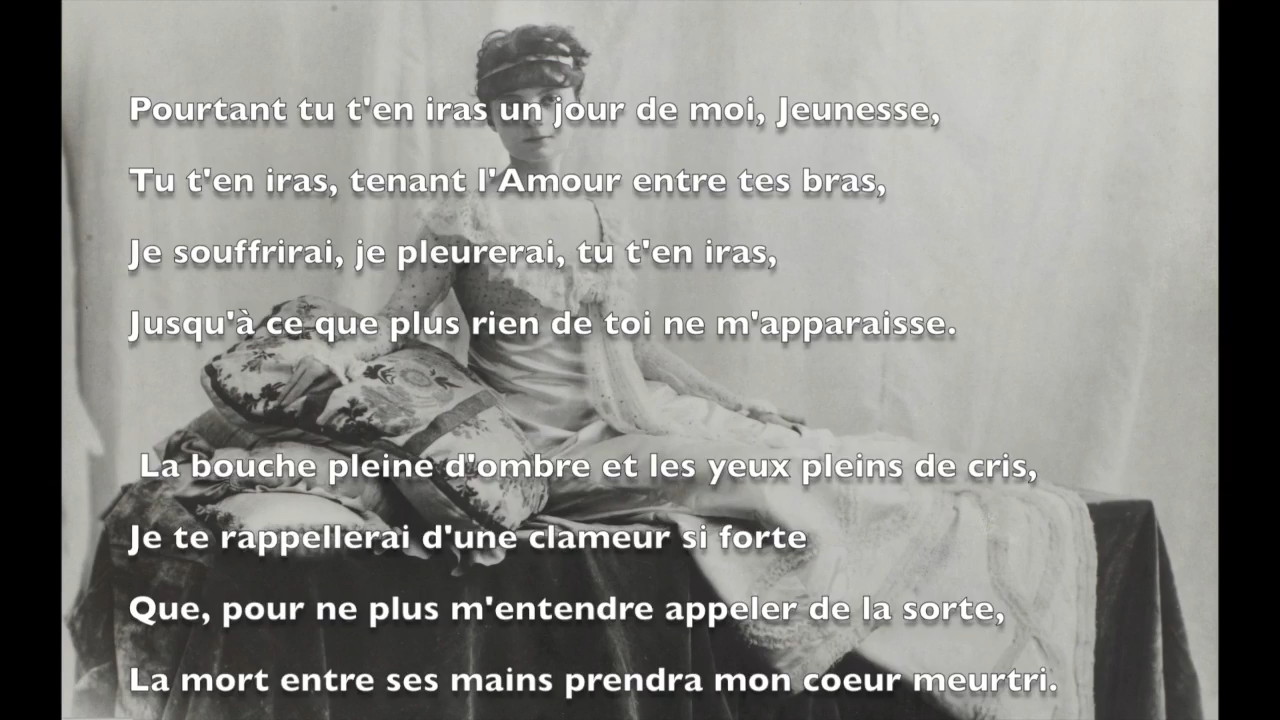 Pourtant tu t'en iras un jour de moi, Jeunesse,
Tu t'en iras, tenant l'Amour entre tes bras,
Je souffrirai, je pleurerai, tu t'en iras,
Jusqu'à ce que plus rien de toi ne m'apparaisse.
La bouche pleine d'ombre et les yeux pleins de cris,
Je te rappellerai d'une clameur si forte
Que, pour ne plus m'entendre appeler de la sorte,
La mort entre ses mains prendra mon coeur meurtri.